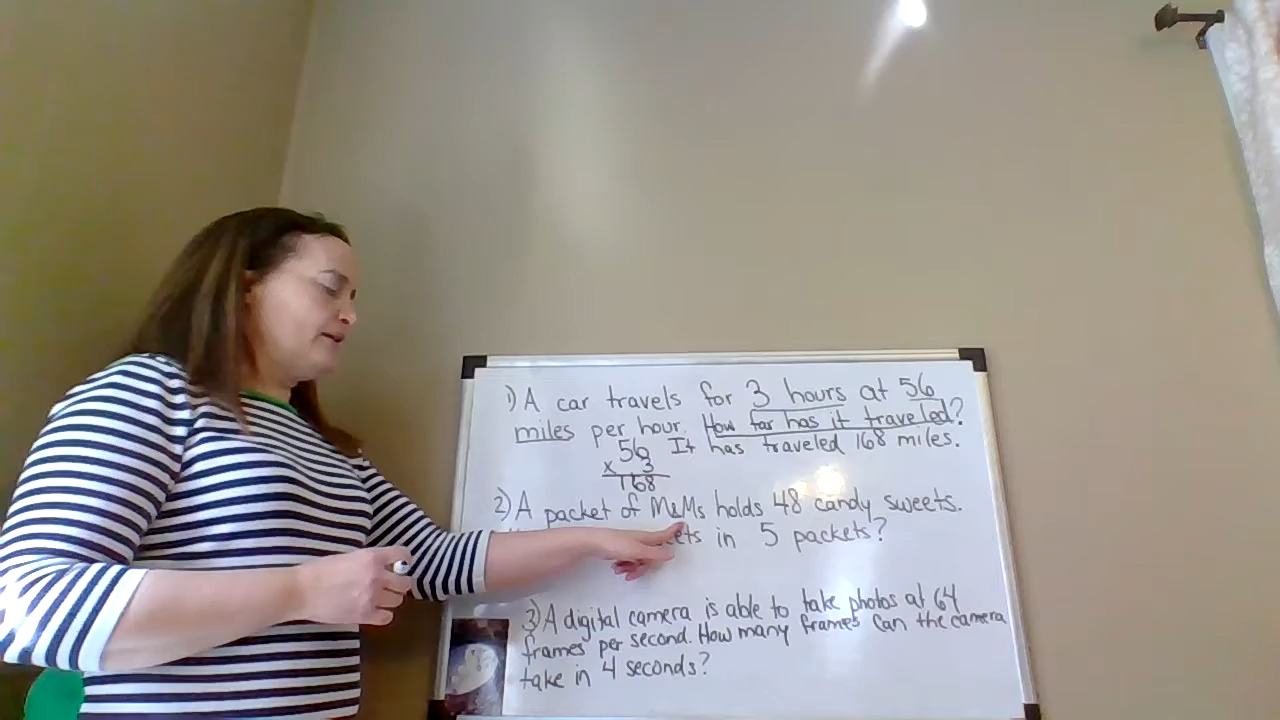 1) A car travels for 3 hours at 56
miles per hour. How far has it traveled?
56 It has traveled 168 miles.
x 3
168
2) A packet of M&Ms holds 48 candy sweets.
in 5 packets?
3) A digital camera is able to take photos at 64
frames per second. How many frames can the camera
take in 4 seconds?